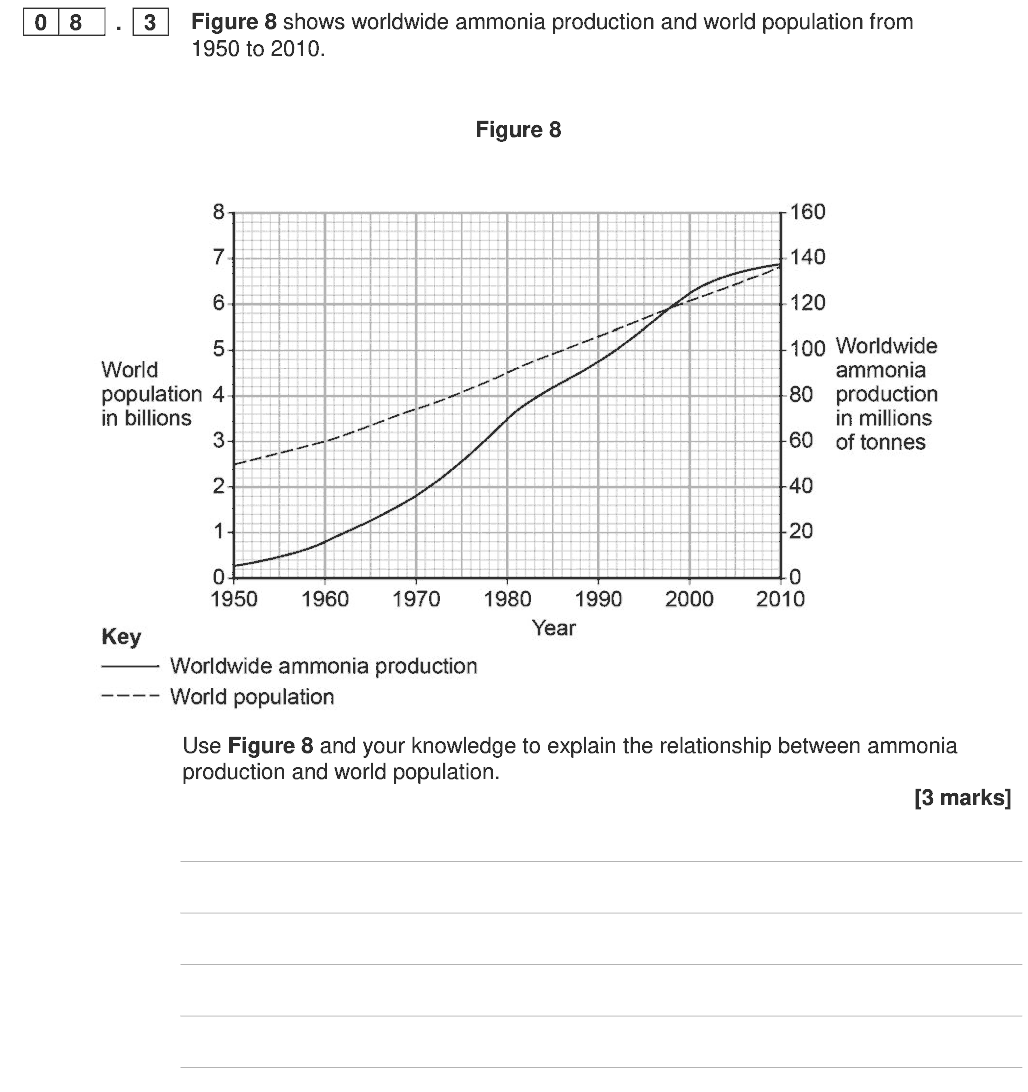 0 8 . 3 Figure 8 shows worldwide ammonia production and world population from
1950 to 2010.
Figure 8
8
7
6
5
4
3
2
1
0
World
population
in billions
160
140
120
100
80
60
40
20
0
Worldwide
ammonia
production
in millions
of tonnes
1950 1960 1970 1980 1990 2000 2010
Year
Key
Worldwide ammonia production
World population
Use Figure 8 and your knowledge to explain the relationship between ammonia
production and world population.
[3 marks]